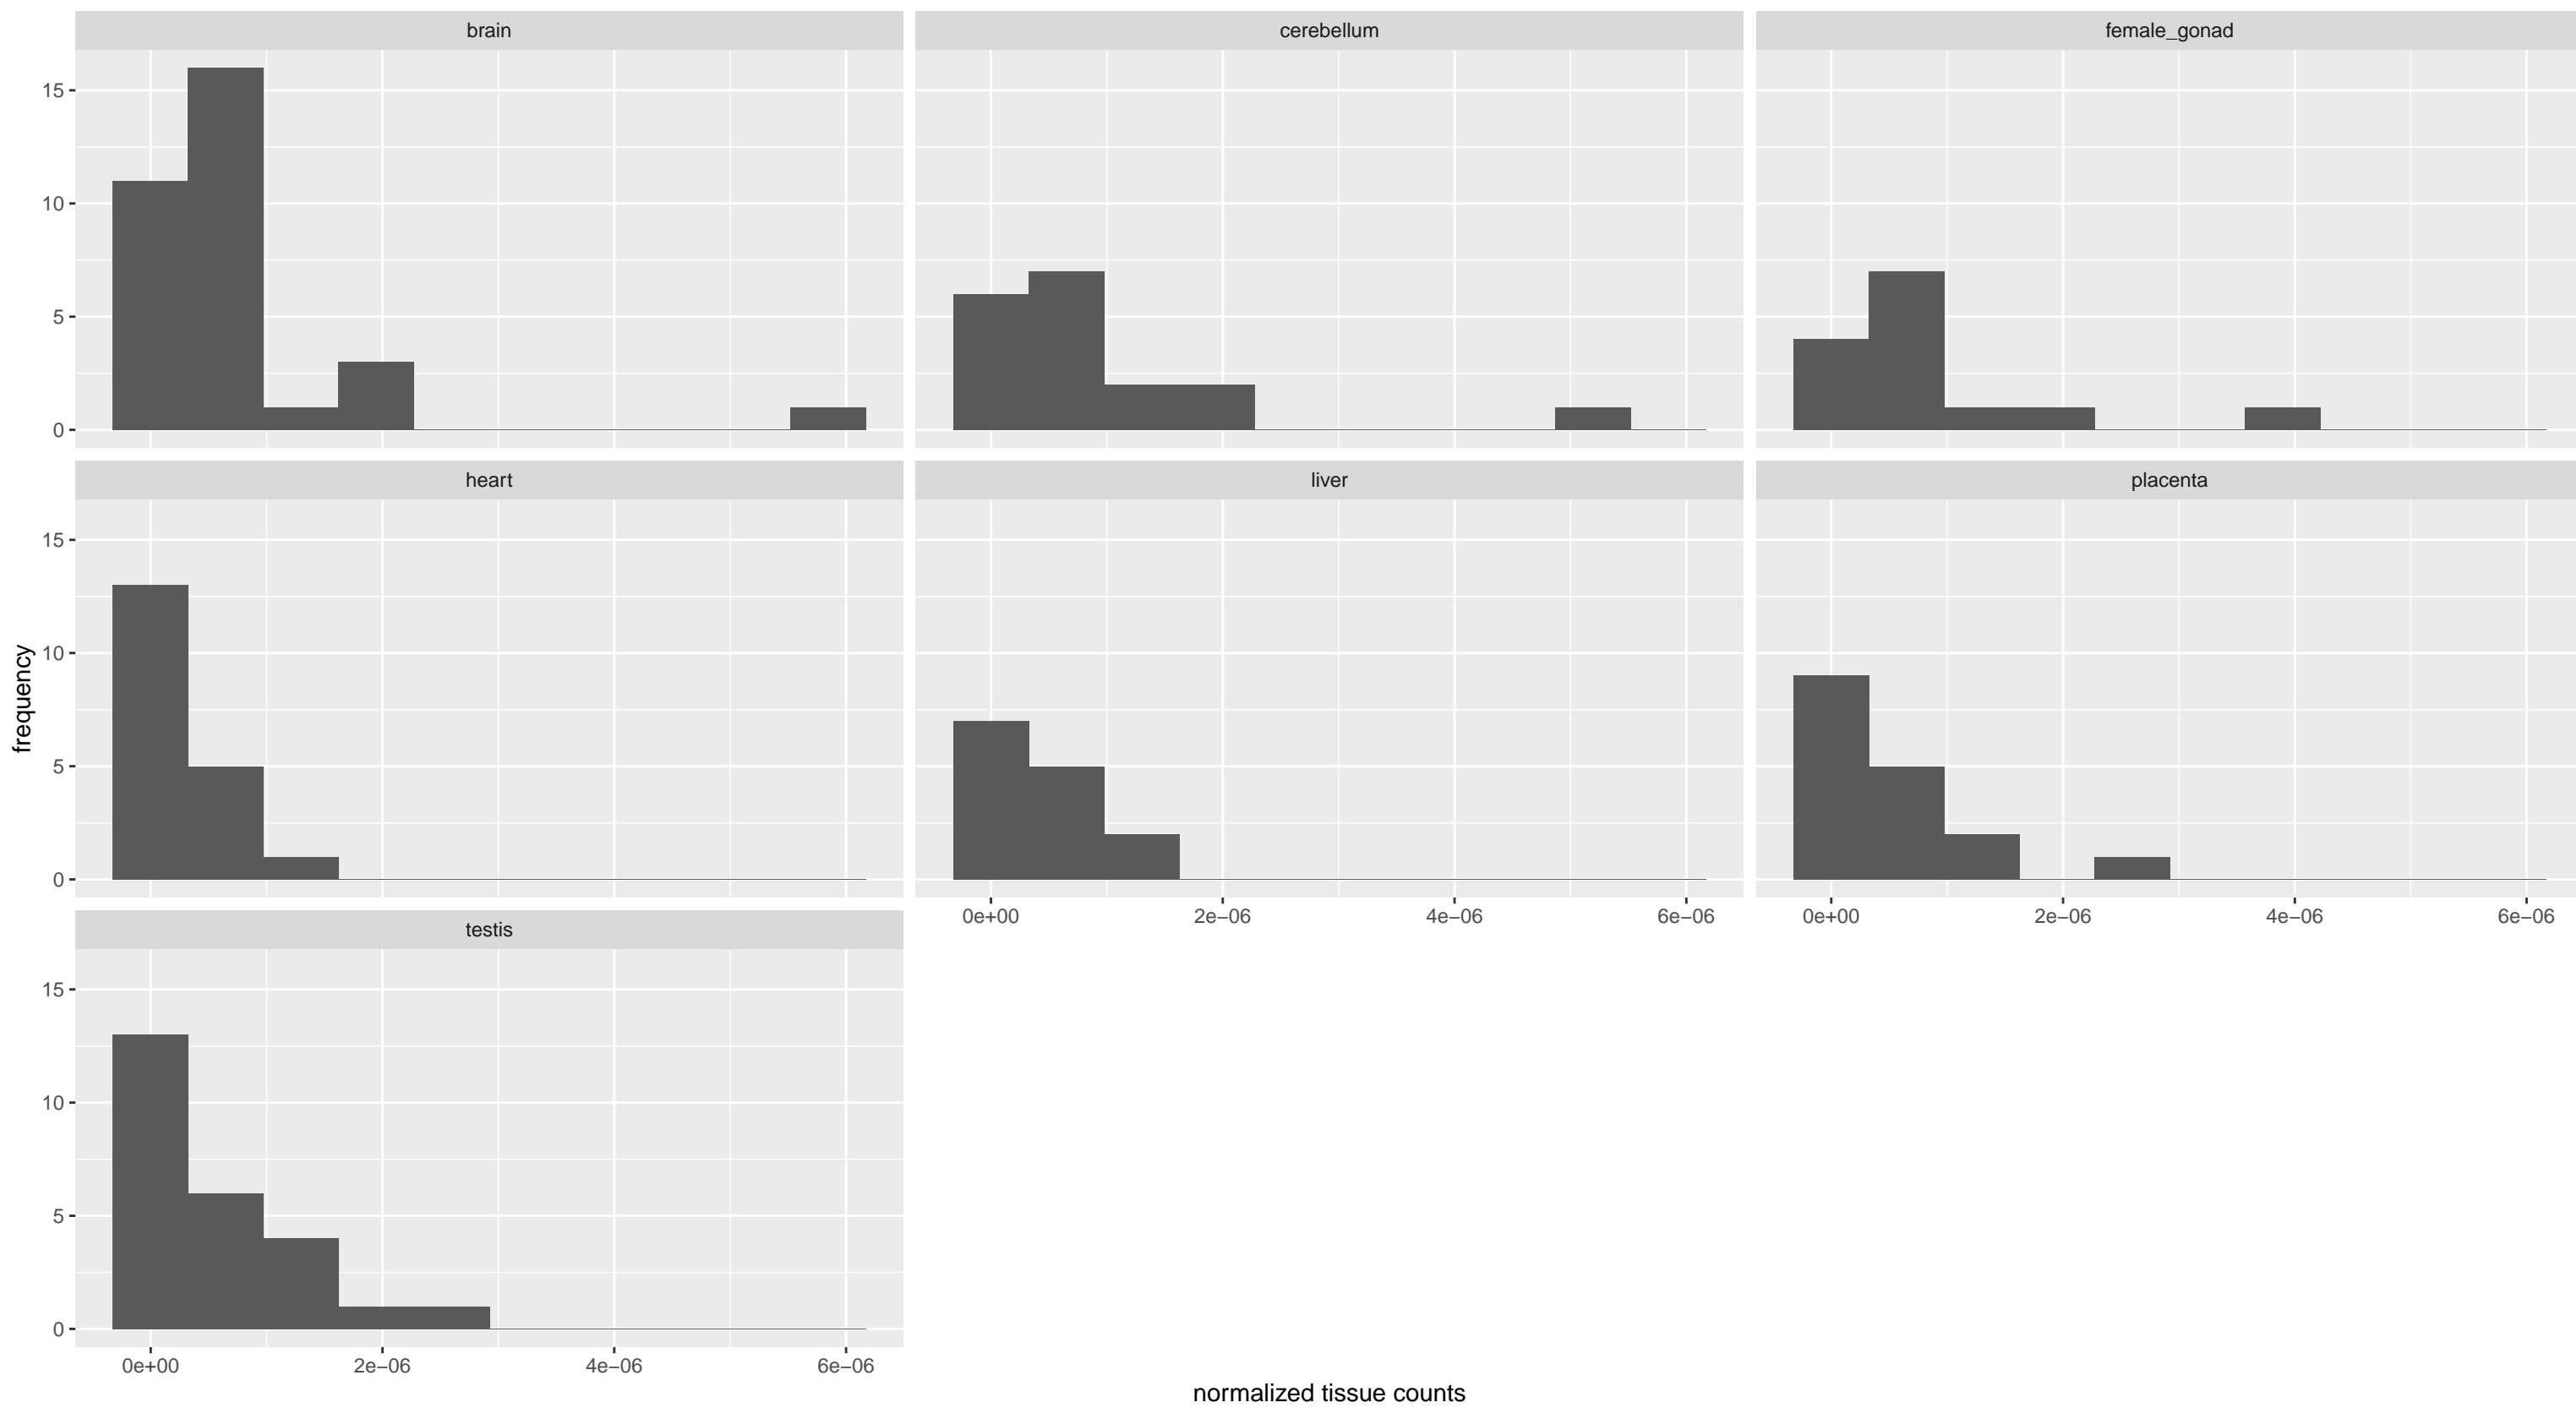 brain
cerebellum
female_gonad
15
10
5
0
heart
liver
placenta
15
10
5
0
frequency
0e+00 2e−06 4e−06 6e−06
0e+00 2e−06 4e−06 6e−06
testis
15
10
5
0
0e+00 2e−06 4e−06 6e−06
normalized tissue counts